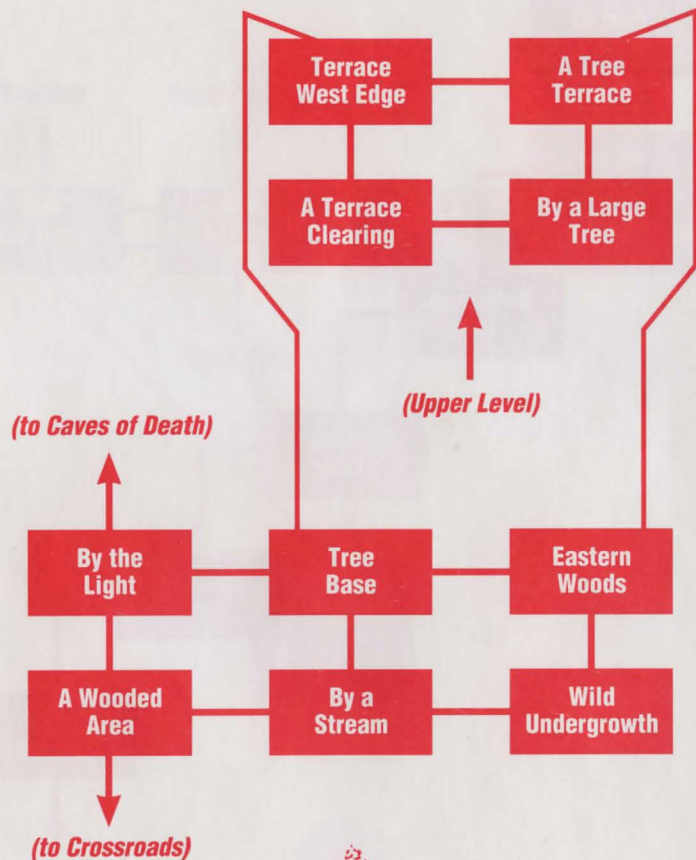 Terrace
West Edge
A Tree
Terrace
A Terrace
Clearing
By a Large
Tree
(Upper Level)
(to Caves of Death)
By the
Light
Tree
Base
Eastern
Woods
A Wooded
Area
By a
Stream
Wild
Undergrowth
(to Crossroads)